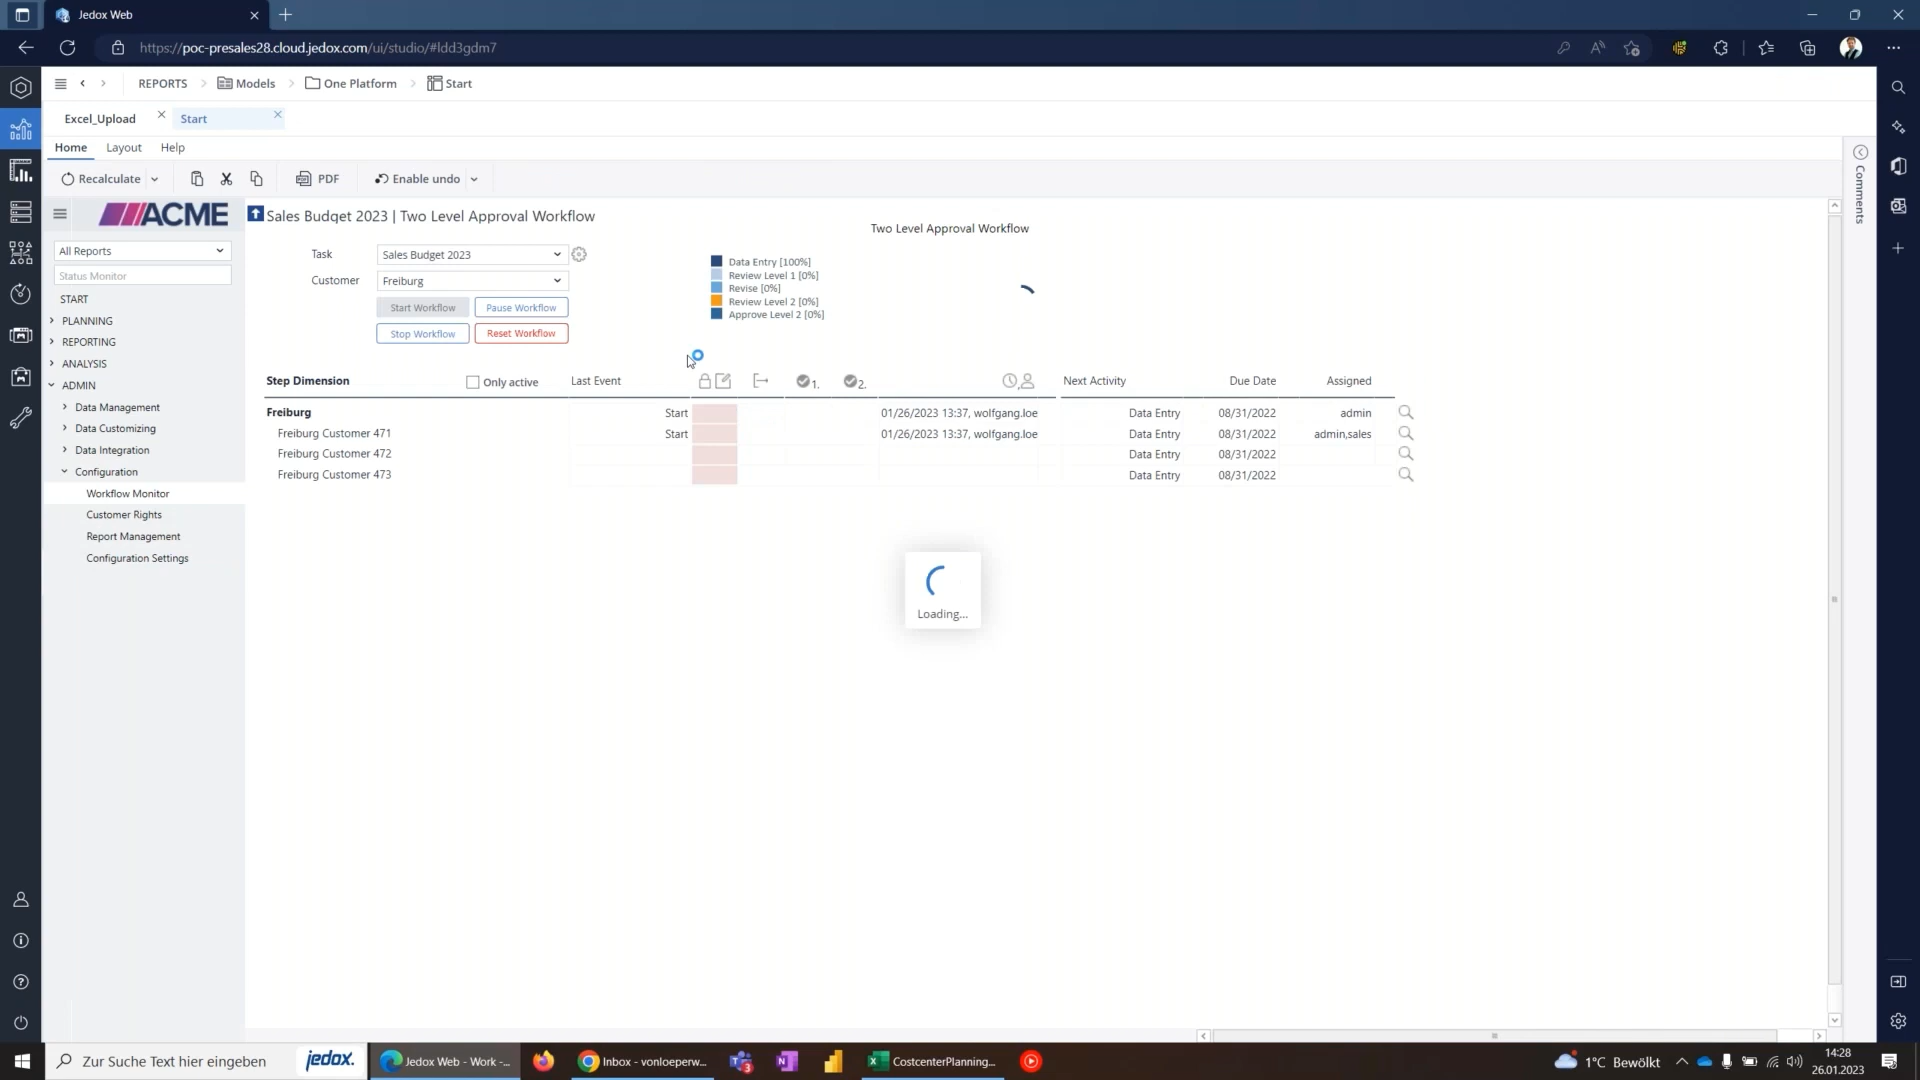 Jedox Web
https://poc-presales28.cloud.jedox.com/ui/studio/#ldd3gdm7
REPORTS > Models > One Platform > Start
Excel_Upload
Start
Home Layout Help
Recalculate
PDF
Enable undo
Comments
ACME
All Reports
Status Monitor
START
PLANNING
REPORTING
ANALYSIS
ADMIN
Data Management
Data Customizing
Data Integration
Configuration
Workflow Monitor
Customer Rights
Report Management
Configuration Settings
Sales Budget 2023 | Two Level Approval Workflow
Task Sales Budget 2023
Customer Freiburg
Start Workflow Pause Workflow
Stop Workflow Reset Workflow
Two Level Approval Workflow
Data Entry [100%]
Review Level 1 [0%]
Revise [0%]
Review Level 2 [0%]
Approve Level 2 [0%]
Step Dimension Only active Last Event 1. 2. , Next Activity Due Date Assigned
Freiburg Start 01/26/2023 13:37, wolfgang.loe Data Entry 08/31/2022 admin
Freiburg Customer 471 Start 01/26/2023 13:37, wolfgang.loe Data Entry 08/31/2022 admin,sales
Freiburg Customer 472 Data Entry 08/31/2022
Freiburg Customer 473 Data Entry 08/31/2022
Loading...
Zur Suche Text hier eingeben
jedox.
Jedox Web - Work -...
Inbox - vonloeperw...
3
CostcenterPlanning...
1°C Bewölkt
14:28
26.01.2023